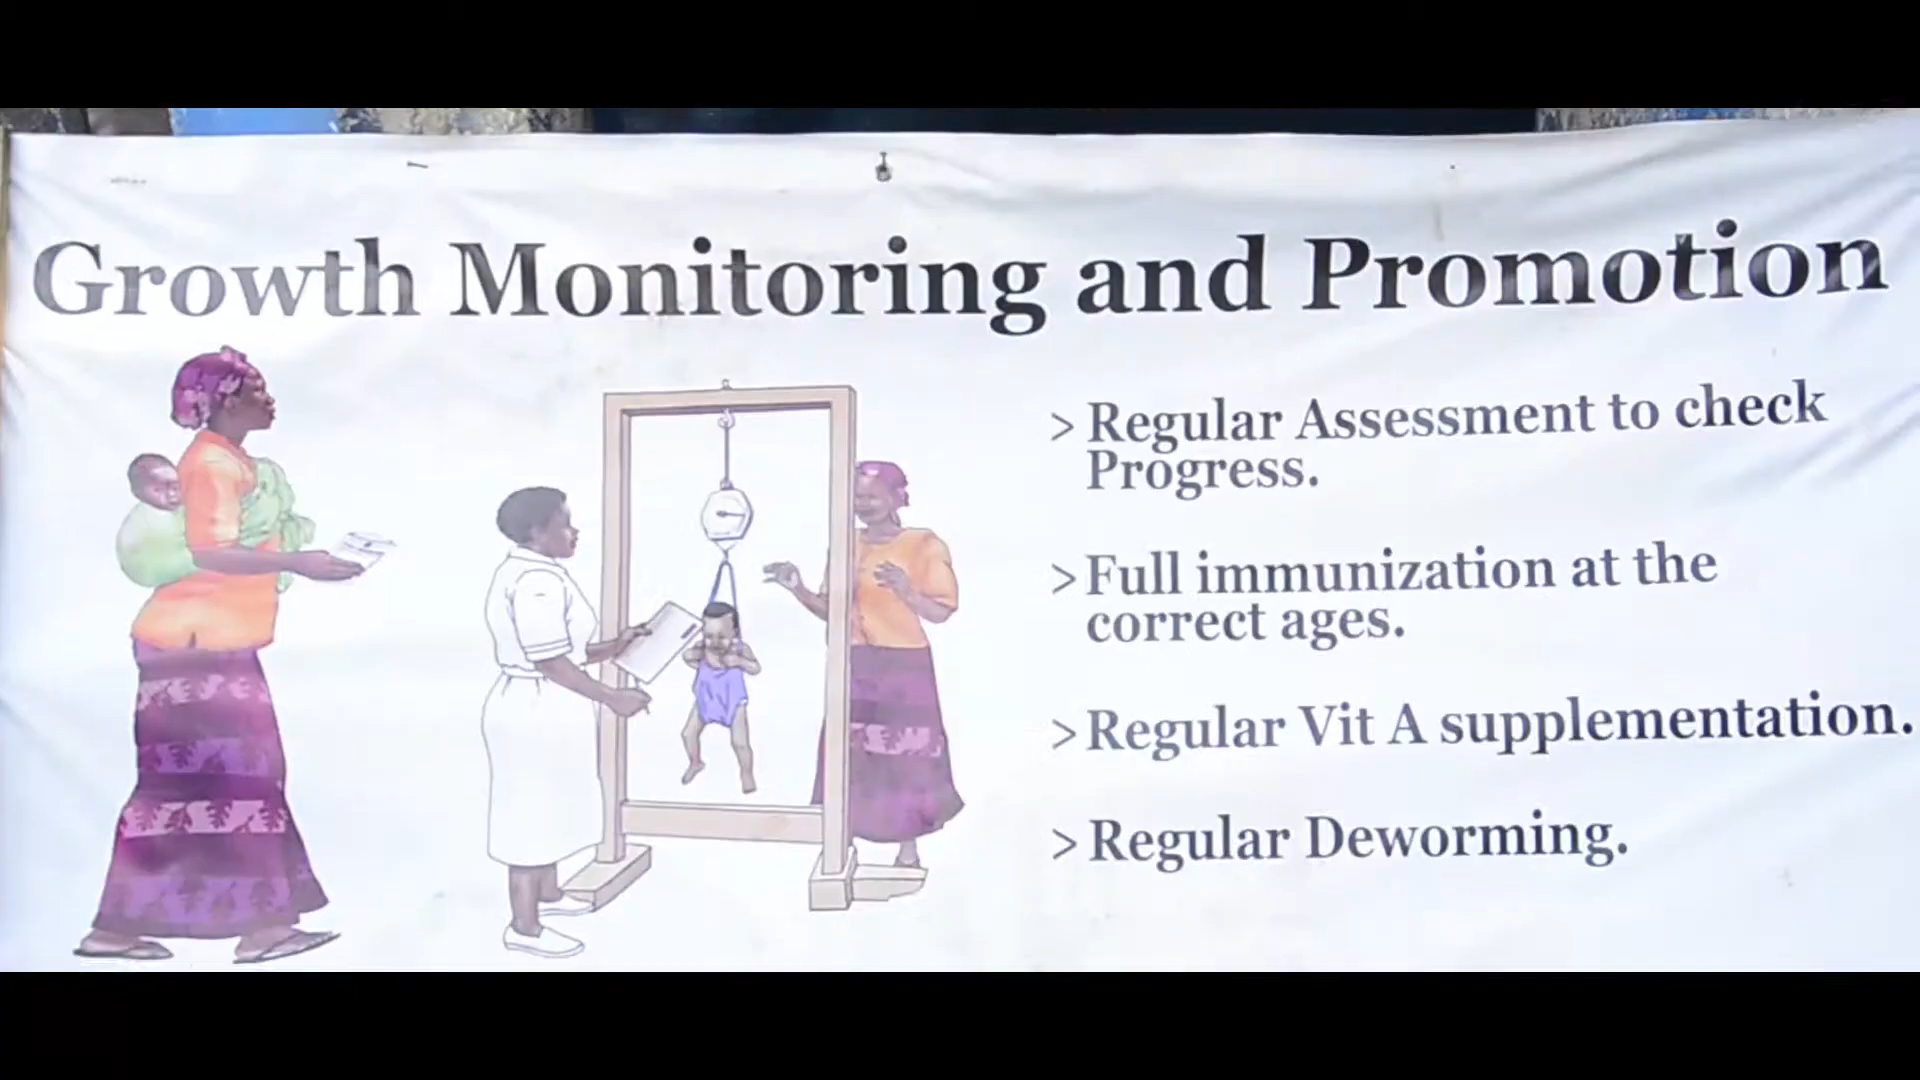 Growth Monitoring and Promotion
> Regular Assessment to check
Progress.
> Full immunization at the
correct ages.
> Regular Vit A supplementation.
> Regular Deworming.